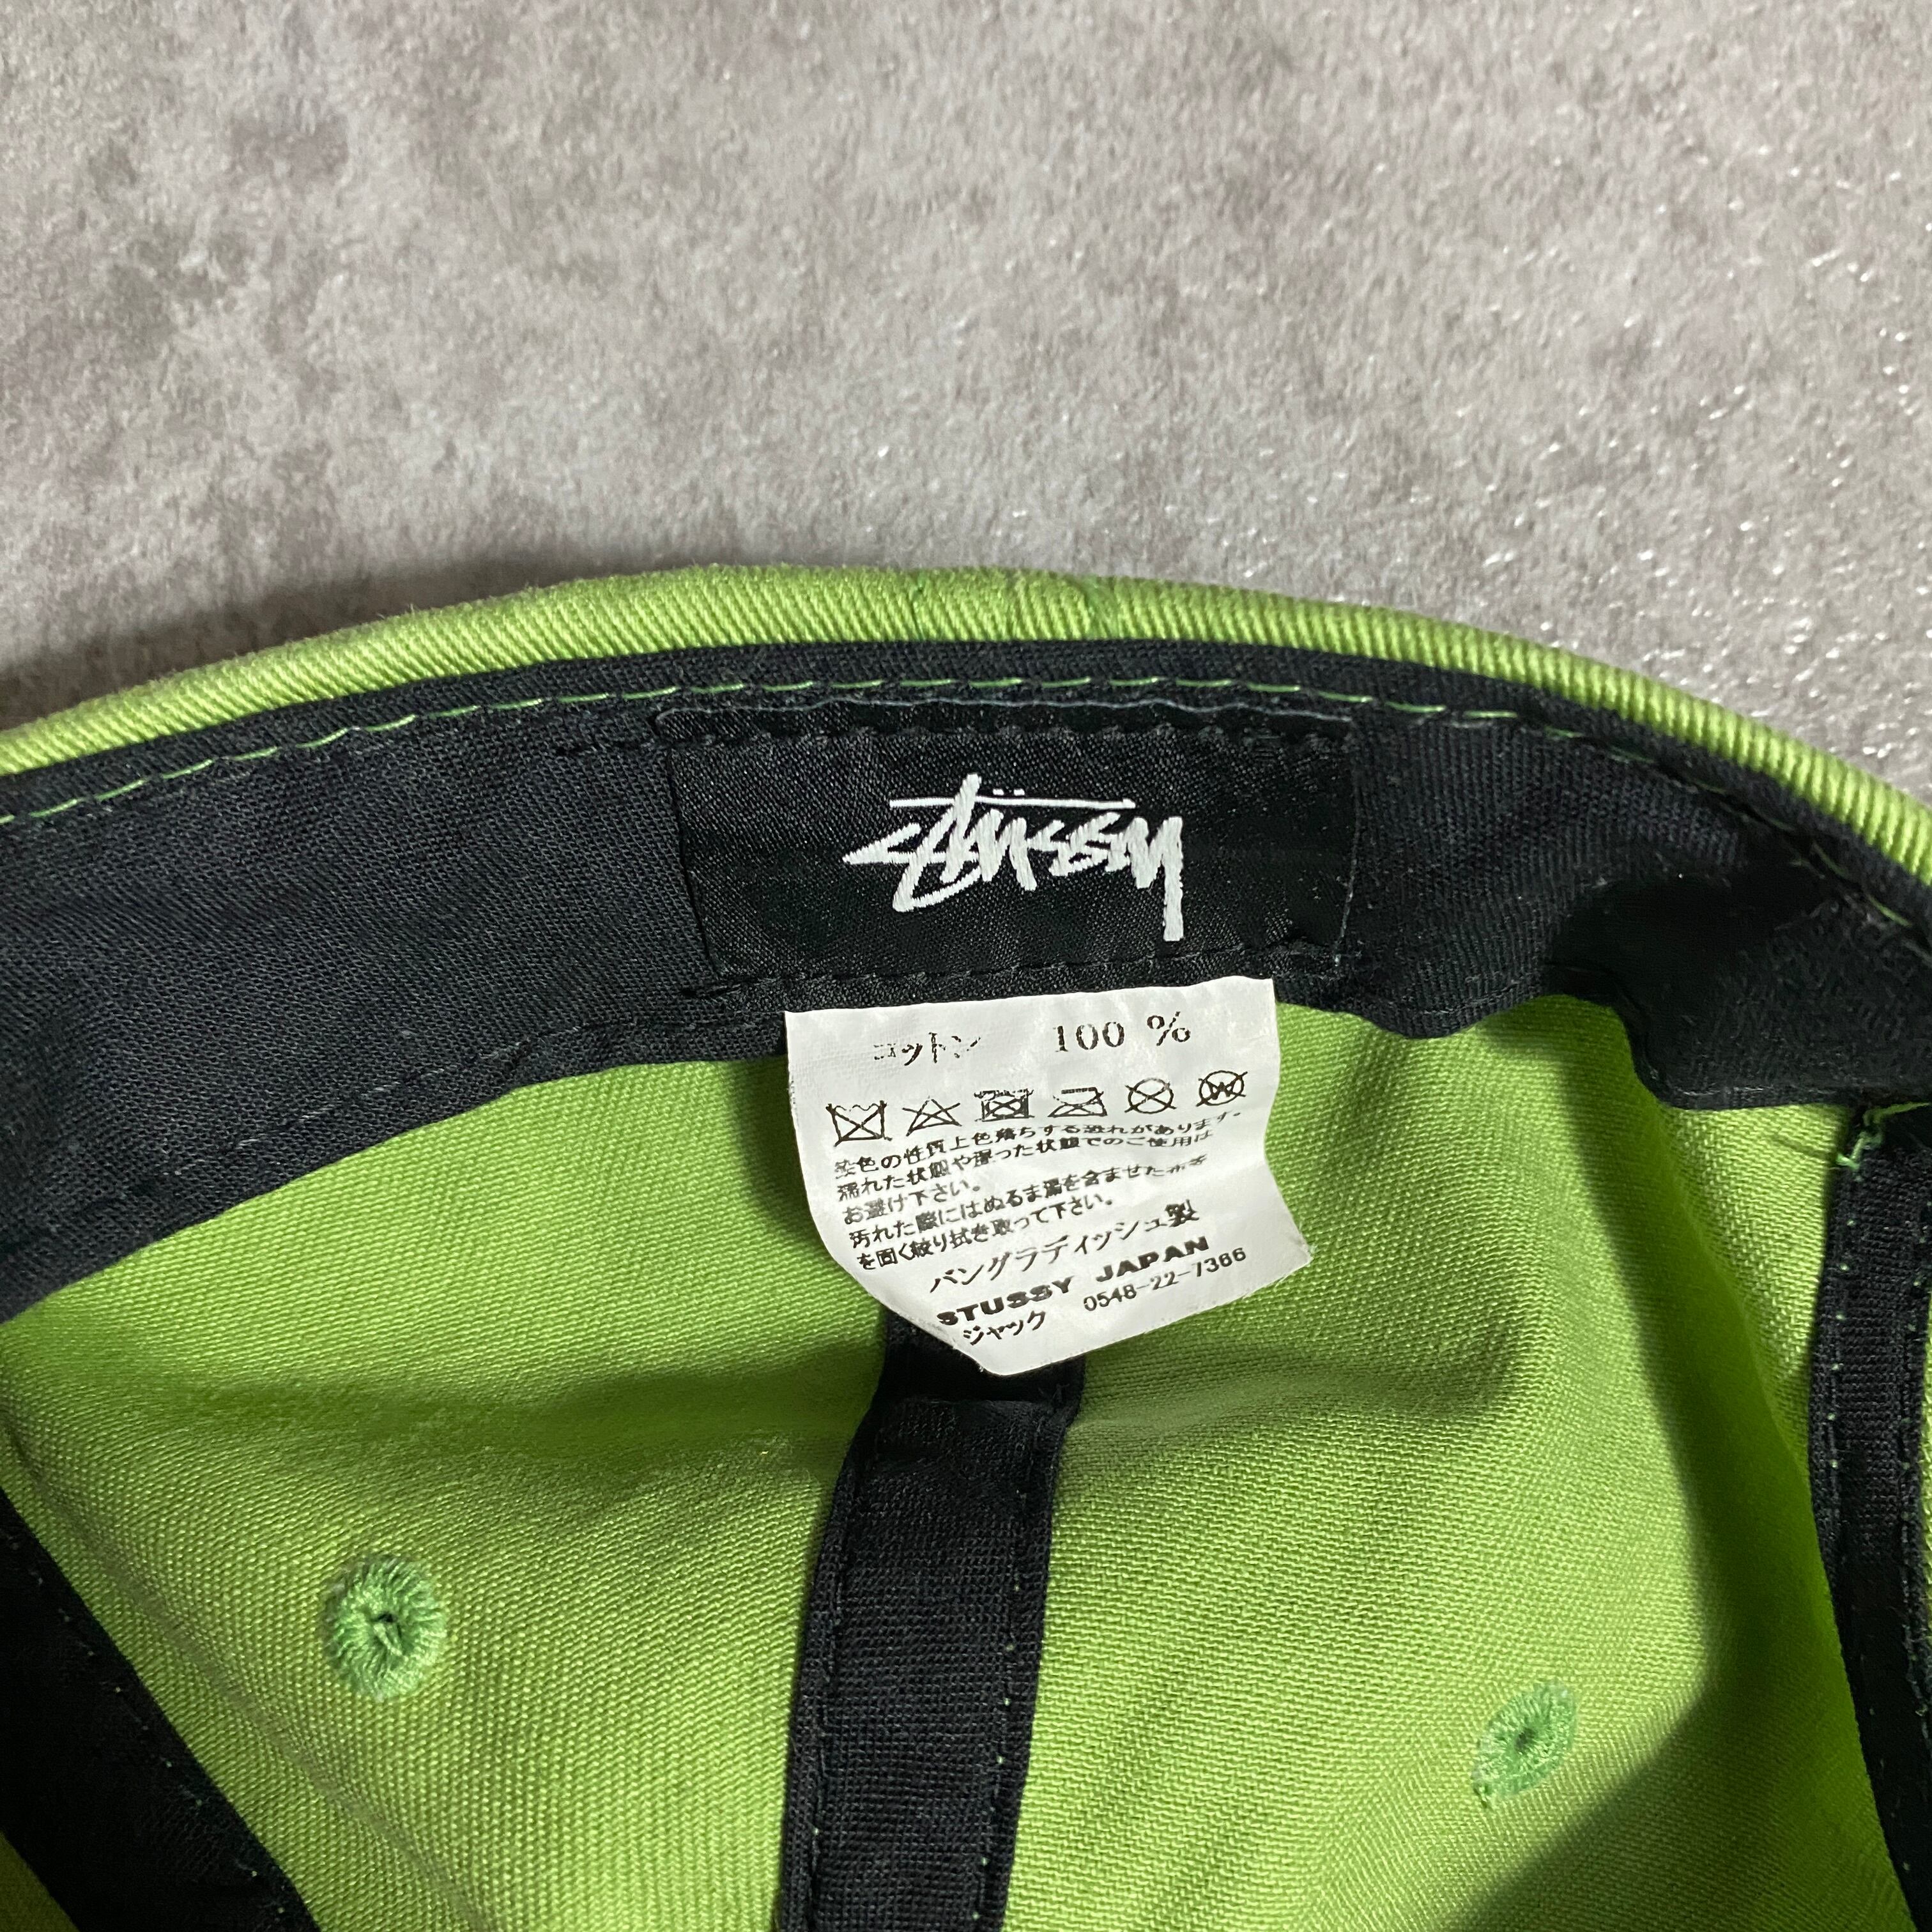 Stüssy
コットン 100 %
染色の性質上色落ちする恐れがあります。
濡れた状態や湿った状態でのご使用は
お避け下さい。
汚れた際にはぬるま湯を含ませた布等
を固く絞り拭き取って下さい。
バングラディッシュ製
STUSSY JAPAN
ジャック 0548-22-7366